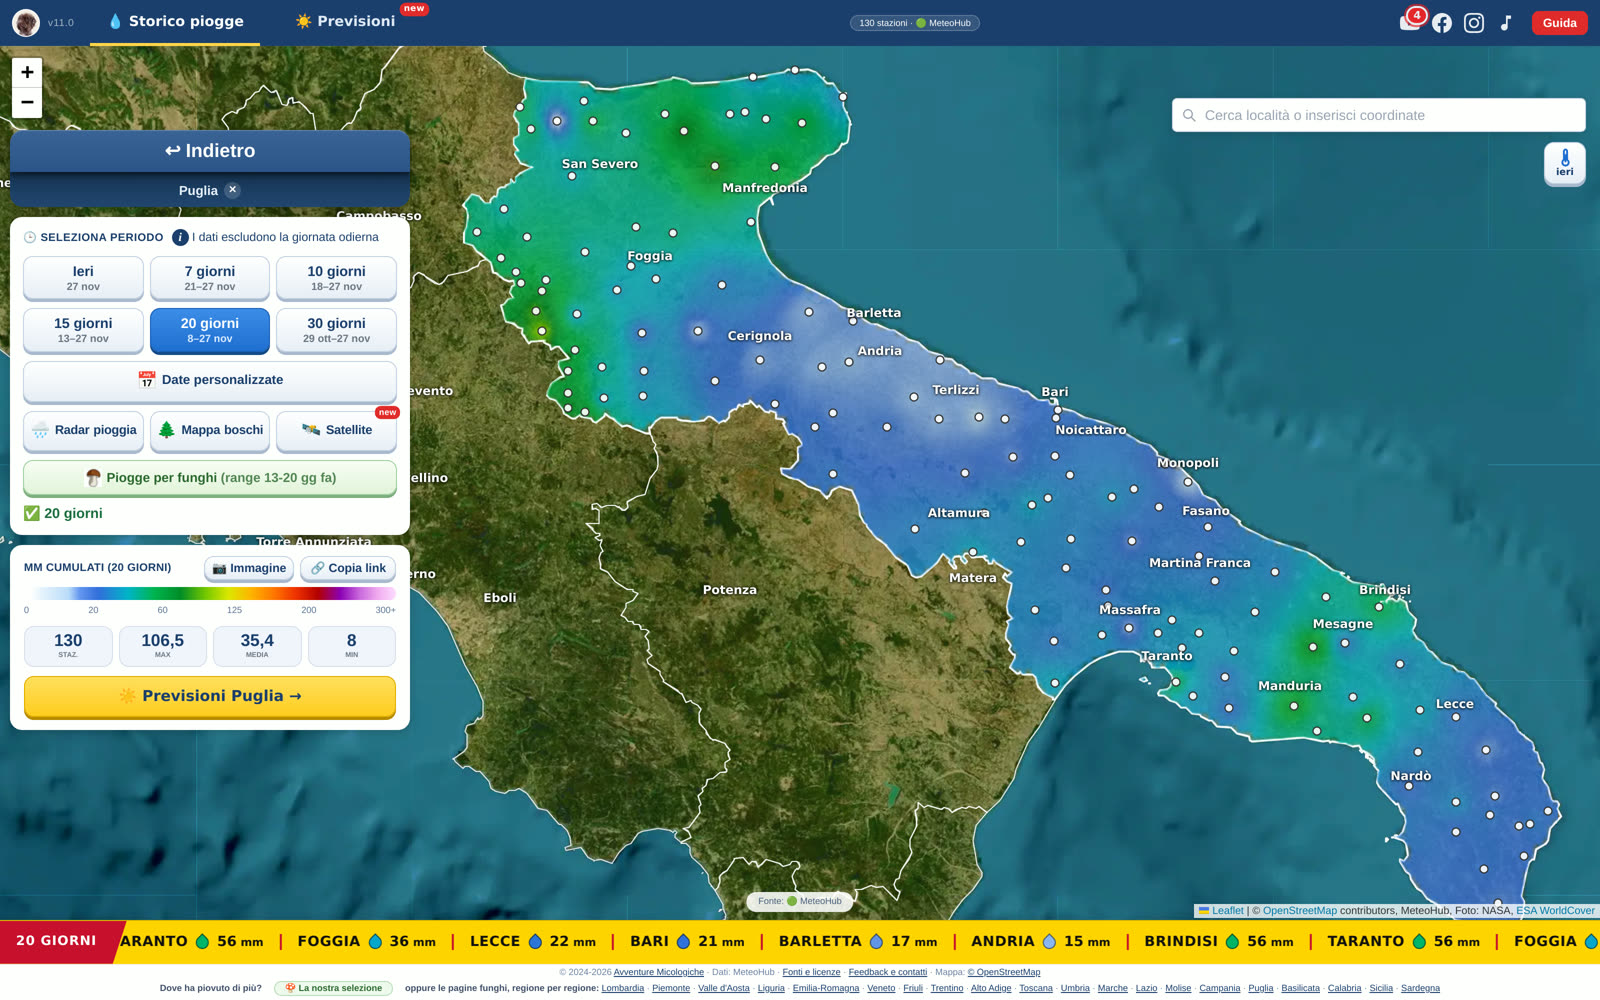 v11.0
💧 Storico piogge
☀️ Previsioni
new
130 stazioni · 🟢 MeteoHub
4
Guida
+
−
Cerca località o inserisci coordinate
ieri
↩ Indietro
Puglia ×
SELEZIONA PERIODO
i I dati escludono la giornata odierna
Ieri
27 nov
7 giorni
21–27 nov
10 giorni
18–27 nov
15 giorni
13–27 nov
20 giorni
8–27 nov
30 giorni
29 ott–27 nov
Date personalizzate
Radar pioggia
Mappa boschi
Satellite
new
Piogge per funghi (range 13-20 gg fa)
✅ 20 giorni
MM CUMULATI (20 GIORNI)
Immagine
Copia link
0 20 60 125 200 300+
130
STAZ.
106,5
MAX
35,4
MEDIA
8
MIN
Previsioni Puglia →
Campobasso
evento
ellino
Torre Annunziata
erno
Eboli
Potenza
San Severo
Manfredonia
Foggia
Cerignola
Barletta
Andria
Terlizzi
Bari
Noicattaro
Monopoli
Fasano
Altamura
Matera
Martina Franca
Massafra
Taranto
Brindisi
Mesagne
Manduria
Lecce
Nardò
Fonte: 🟢 MeteoHub
Leaflet | © OpenStreetMap contributors, MeteoHub, Foto: NASA, ESA WorldCover
20 GIORNI
ARANTO 56 mm | FOGGIA 36 mm | LECCE 22 mm | BARI 21 mm | BARLETTA 17 mm | ANDRIA 15 mm | BRINDISI 56 mm | TARANTO 56 mm | FOGGIA
© 2024-2026 Avventure Micologiche · Dati: MeteoHub · Fonti e licenze · Feedback e contatti · Mappa: © OpenStreetMap
Dove ha piovuto di più? La nostra selezione oppure le pagine funghi, regione per regione: Lombardia · Piemonte · Valle d'Aosta · Liguria · Emilia-Romagna · Veneto · Friuli · Trentino · Alto Adige · Toscana · Umbria · Marche · Lazio · Molise · Campania · Puglia · Basilicata · Calabria · Sicilia · Sardegna